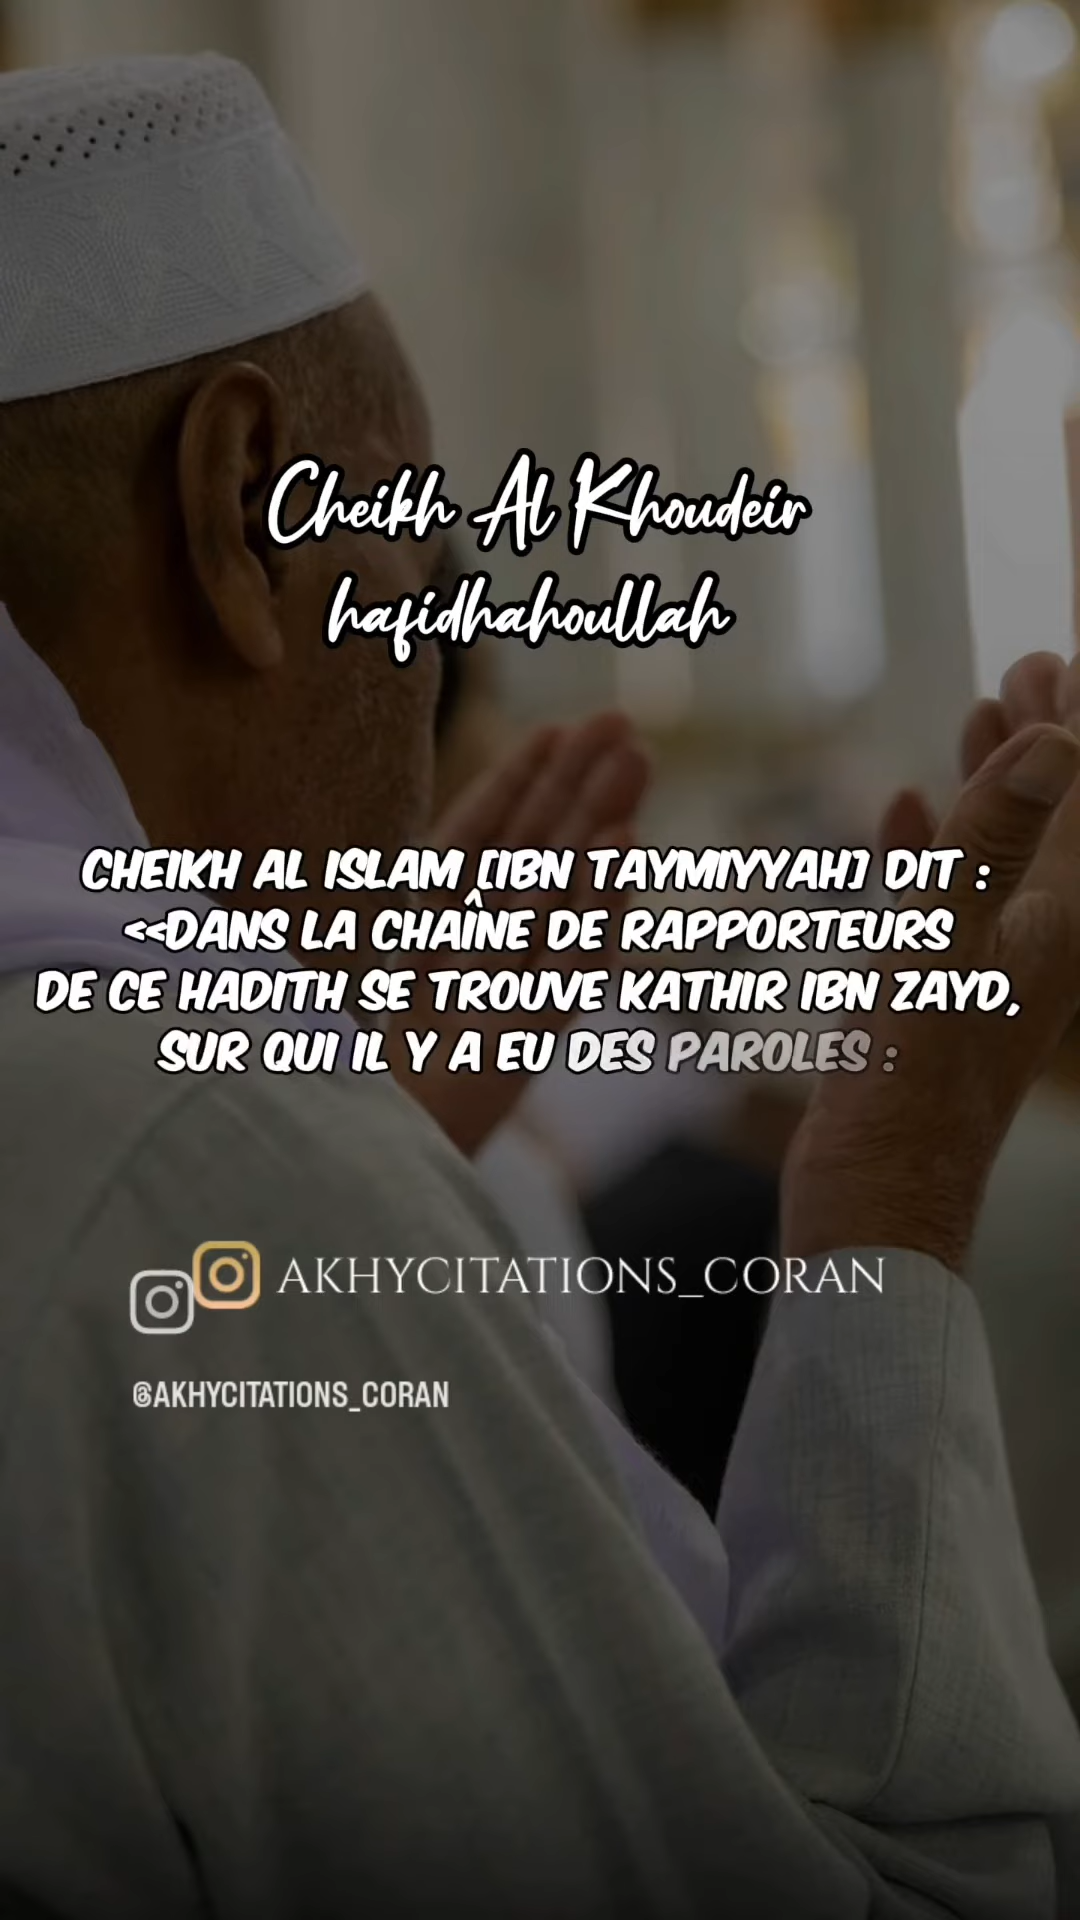 Cheikh Al Khoudeir
hafidhahoullah
CHEIKH AL ISLAM [IBN TAYMIYYAH] DIT :
<<DANS LA CHAÎNE DE RAPPORTEURS
DE CE HADITH SE TROUVE KATHIR IBN ZAYD,
SUR QUI IL Y A EU DES PAROLES :
AKHYCITATIONS_CORAN
@AKHYCITATIONS_CORAN